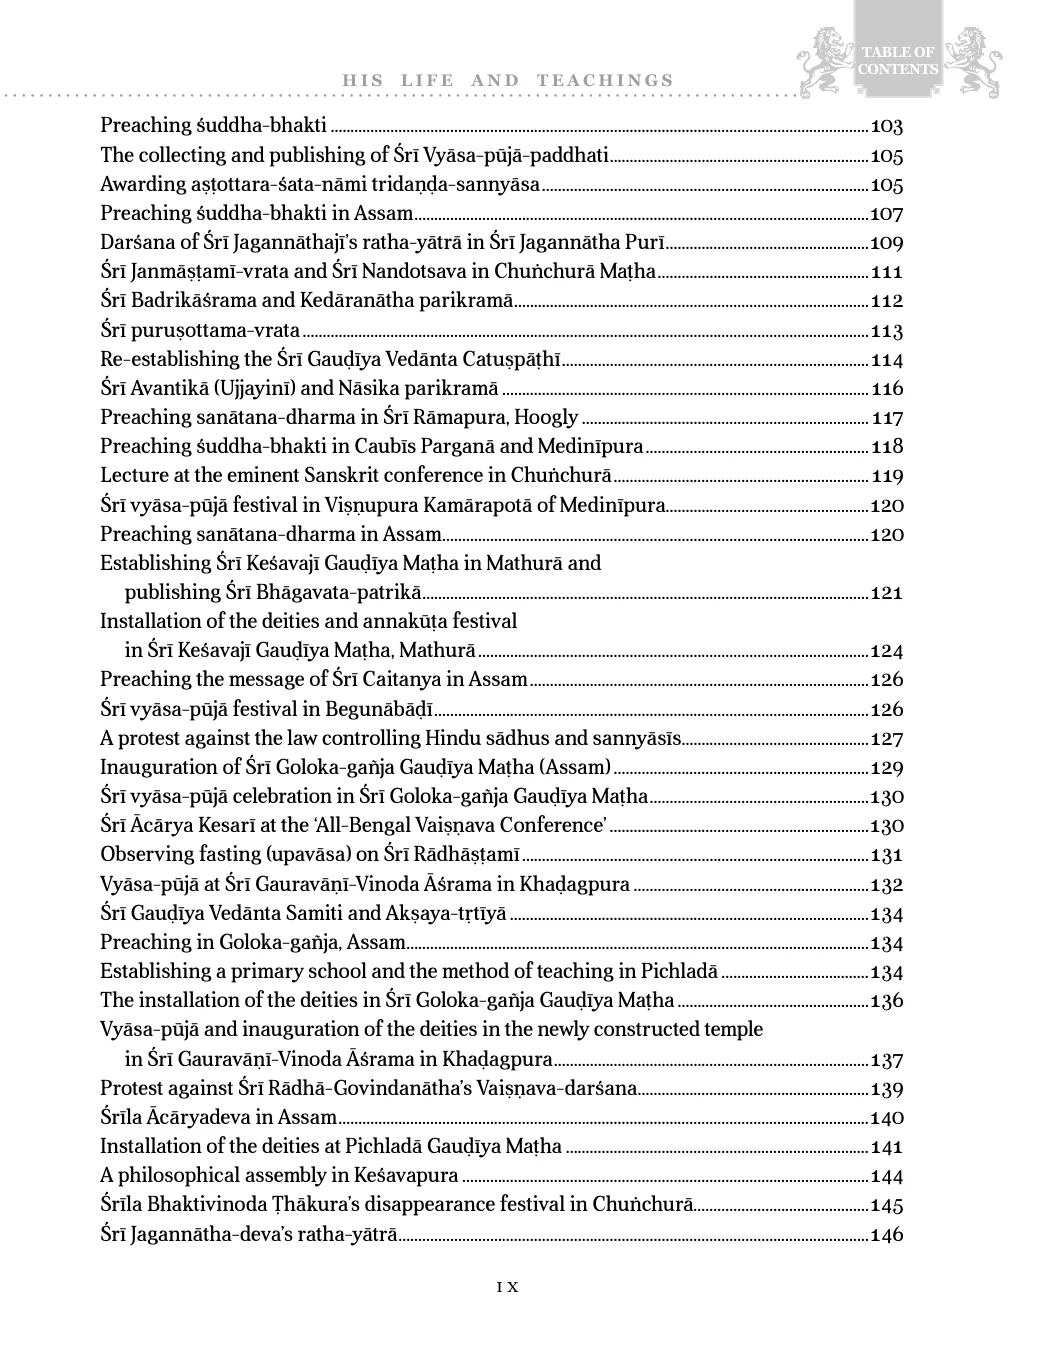 TABLE OF
CONTENTS
HIS LIFE AND TEACHINGS
Preaching śuddha-bhakti ........ 103
The collecting and publishing of Śrī Vyāsa-pūjā-paddhati ........ 105
Awarding aṣṭottara-śata-nāmi tridaṇḍa-sannyāsa ........ 105
Preaching śuddha-bhakti in Assam ........ 107
Darśana of Śrī Jagannāthajī’s ratha-yātrā in Śrī Jagannātha Purī ........ 109
Śrī Janmāṣṭamī-vrata and Śrī Nandotsava in Chuṅchurā Maṭha ........ 111
Śrī Badrikāśrama and Kedāranātha parikramā ........ 112
Śrī puruṣottama-vrata ........ 113
Re-establishing the Śrī Gauḍīya Vedānta Catuṣpāṭhī ........ 114
Śrī Avantikā (Ujjayinī) and Nāsika parikramā ........ 116
Preaching sanātana-dharma in Śrī Rāmapura, Hoogly ........ 117
Preaching śuddha-bhakti in Caubīs Parganā and Medinīpura ........ 118
Lecture at the eminent Sanskrit conference in Chuṅchurā ........ 119
Śrī vyāsa-pūjā festival in Viṣṇupura Kamārapotā of Medinīpura ........ 120
Preaching sanātana-dharma in Assam ........ 120
Establishing Śrī Keśavajī Gauḍīya Maṭha in Mathurā and
publishing Śrī Bhāgavata-patrikā ........ 121
Installation of the deities and annakūṭa festival
in Śrī Keśavajī Gauḍīya Maṭha, Mathurā ........ 124
Preaching the message of Śrī Caitanya in Assam ........ 126
Śrī vyāsa-pūjā festival in Begunābāḍī ........ 126
A protest against the law controlling Hindu sādhus and sannyāsīs ........ 127
Inauguration of Śrī Goloka-gañja Gauḍīya Maṭha (Assam) ........ 129
Śrī vyāsa-pūjā celebration in Śrī Goloka-gañja Gauḍīya Maṭha ........ 130
Śrī Ācārya Kesarī at the ‘All-Bengal Vaiṣṇava Conference’ ........ 130
Observing fasting (upavāsa) on Śrī Rādhāṣṭamī ........ 131
Vyāsa-pūjā at Śrī Gauravāṇī-Vinoda Āśrama in Khaḍagpura ........ 132
Śrī Gauḍīya Vedānta Samiti and Akṣaya-tṛtīyā ........ 134
Preaching in Goloka-gañja, Assam ........ 134
Establishing a primary school and the method of teaching in Pichladā ........ 134
The installation of the deities in Śrī Goloka-gañja Gauḍīya Maṭha ........ 136
Vyāsa-pūjā and inauguration of the deities in the newly constructed temple
in Śrī Gauravāṇī-Vinoda Āśrama in Khaḍagpura ........ 137
Protest against Śrī Rādhā-Govindanātha’s Vaiṣṇava-darśana ........ 139
Śrīla Ācāryadeva in Assam ........ 140
Installation of the deities at Pichladā Gauḍīya Maṭha ........ 141
A philosophical assembly in Keśavapura ........ 144
Śrīla Bhaktivinoda Ṭhākura’s disappearance festival in Chuṅchurā ........ 145
Śrī Jagannātha-deva’s ratha-yātrā ........ 146
IX